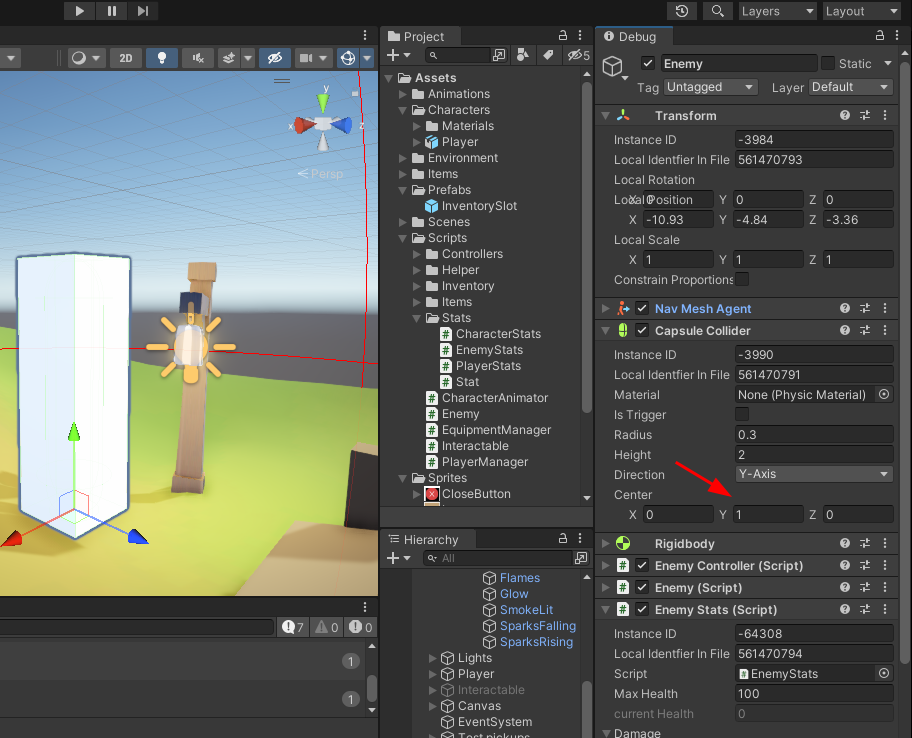 Layers
Layout
2D
y
x
z
Persp
7
0
0
1
1
Project
5
Assets
Animations
Characters
Materials
Player
Environment
Items
Prefabs
InventorySlot
Scenes
Scripts
Controllers
Helper
Inventory
Items
Stats
CharacterStats
EnemyStats
PlayerStats
Stat
CharacterAnimator
Enemy
EquipmentManager
Interactable
PlayerManager
Sprites
CloseButton
Hierarchy
All
Flames
Glow
SmokeLit
SparksFalling
SparksRising
Lights
Player
Interactable
Canvas
EventSystem
Test pickups
Debug
Enemy Static
Tag Untagged Layer Default
Transform
Instance ID -3984
Local Identfier In File 561470793
Local Rotation
Local Position
X 0 Y 0 Z 0
X -10.93 Y -4.84 Z -3.36
Local Scale
X 1 Y 1 Z 1
Constrain Proportions
Nav Mesh Agent
Capsule Collider
Instance ID -3990
Local Identfier In File 561470791
Material None (Physic Material)
Is Trigger
Radius 0.3
Height 2
Direction Y-Axis
Center
X 0 Y 1 Z 0
Rigidbody
# Enemy Controller (Script)
# Enemy (Script)
# Enemy Stats (Script)
Instance ID -64308
Local Identfier In File 561470794
Script EnemyStats
Max Health 100
current Health 0
Damage